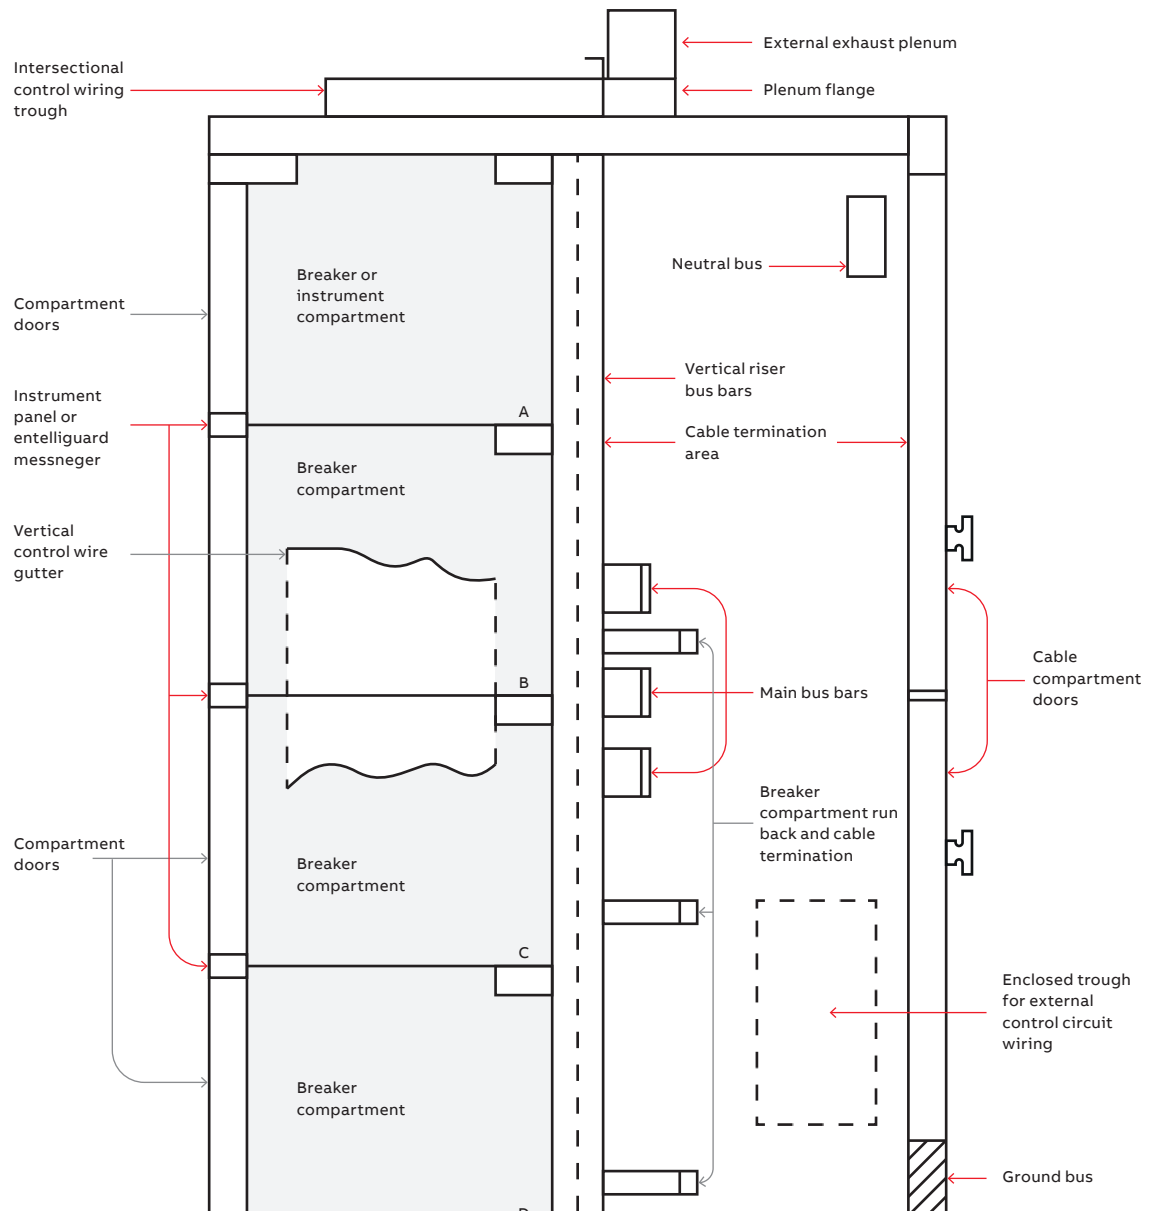 External exhaust plenum
Intersectional
control wiring
trough
Plenum flange
Neutral bus
Breaker or
instrument
compartment
Compartment
doors
Vertical riser
bus bars
Instrument
panel or
entelliguard
messneger
A
Cable termination
area
Breaker
compartment
Vertical
control wire
gutter
B
Main bus bars
Cable
compartment
doors
Breaker
compartment run
back and cable
termination
Compartment
doors
Breaker
compartment
C
Enclosed trough
for external
control circuit
wiring
Breaker
compartment
Ground bus